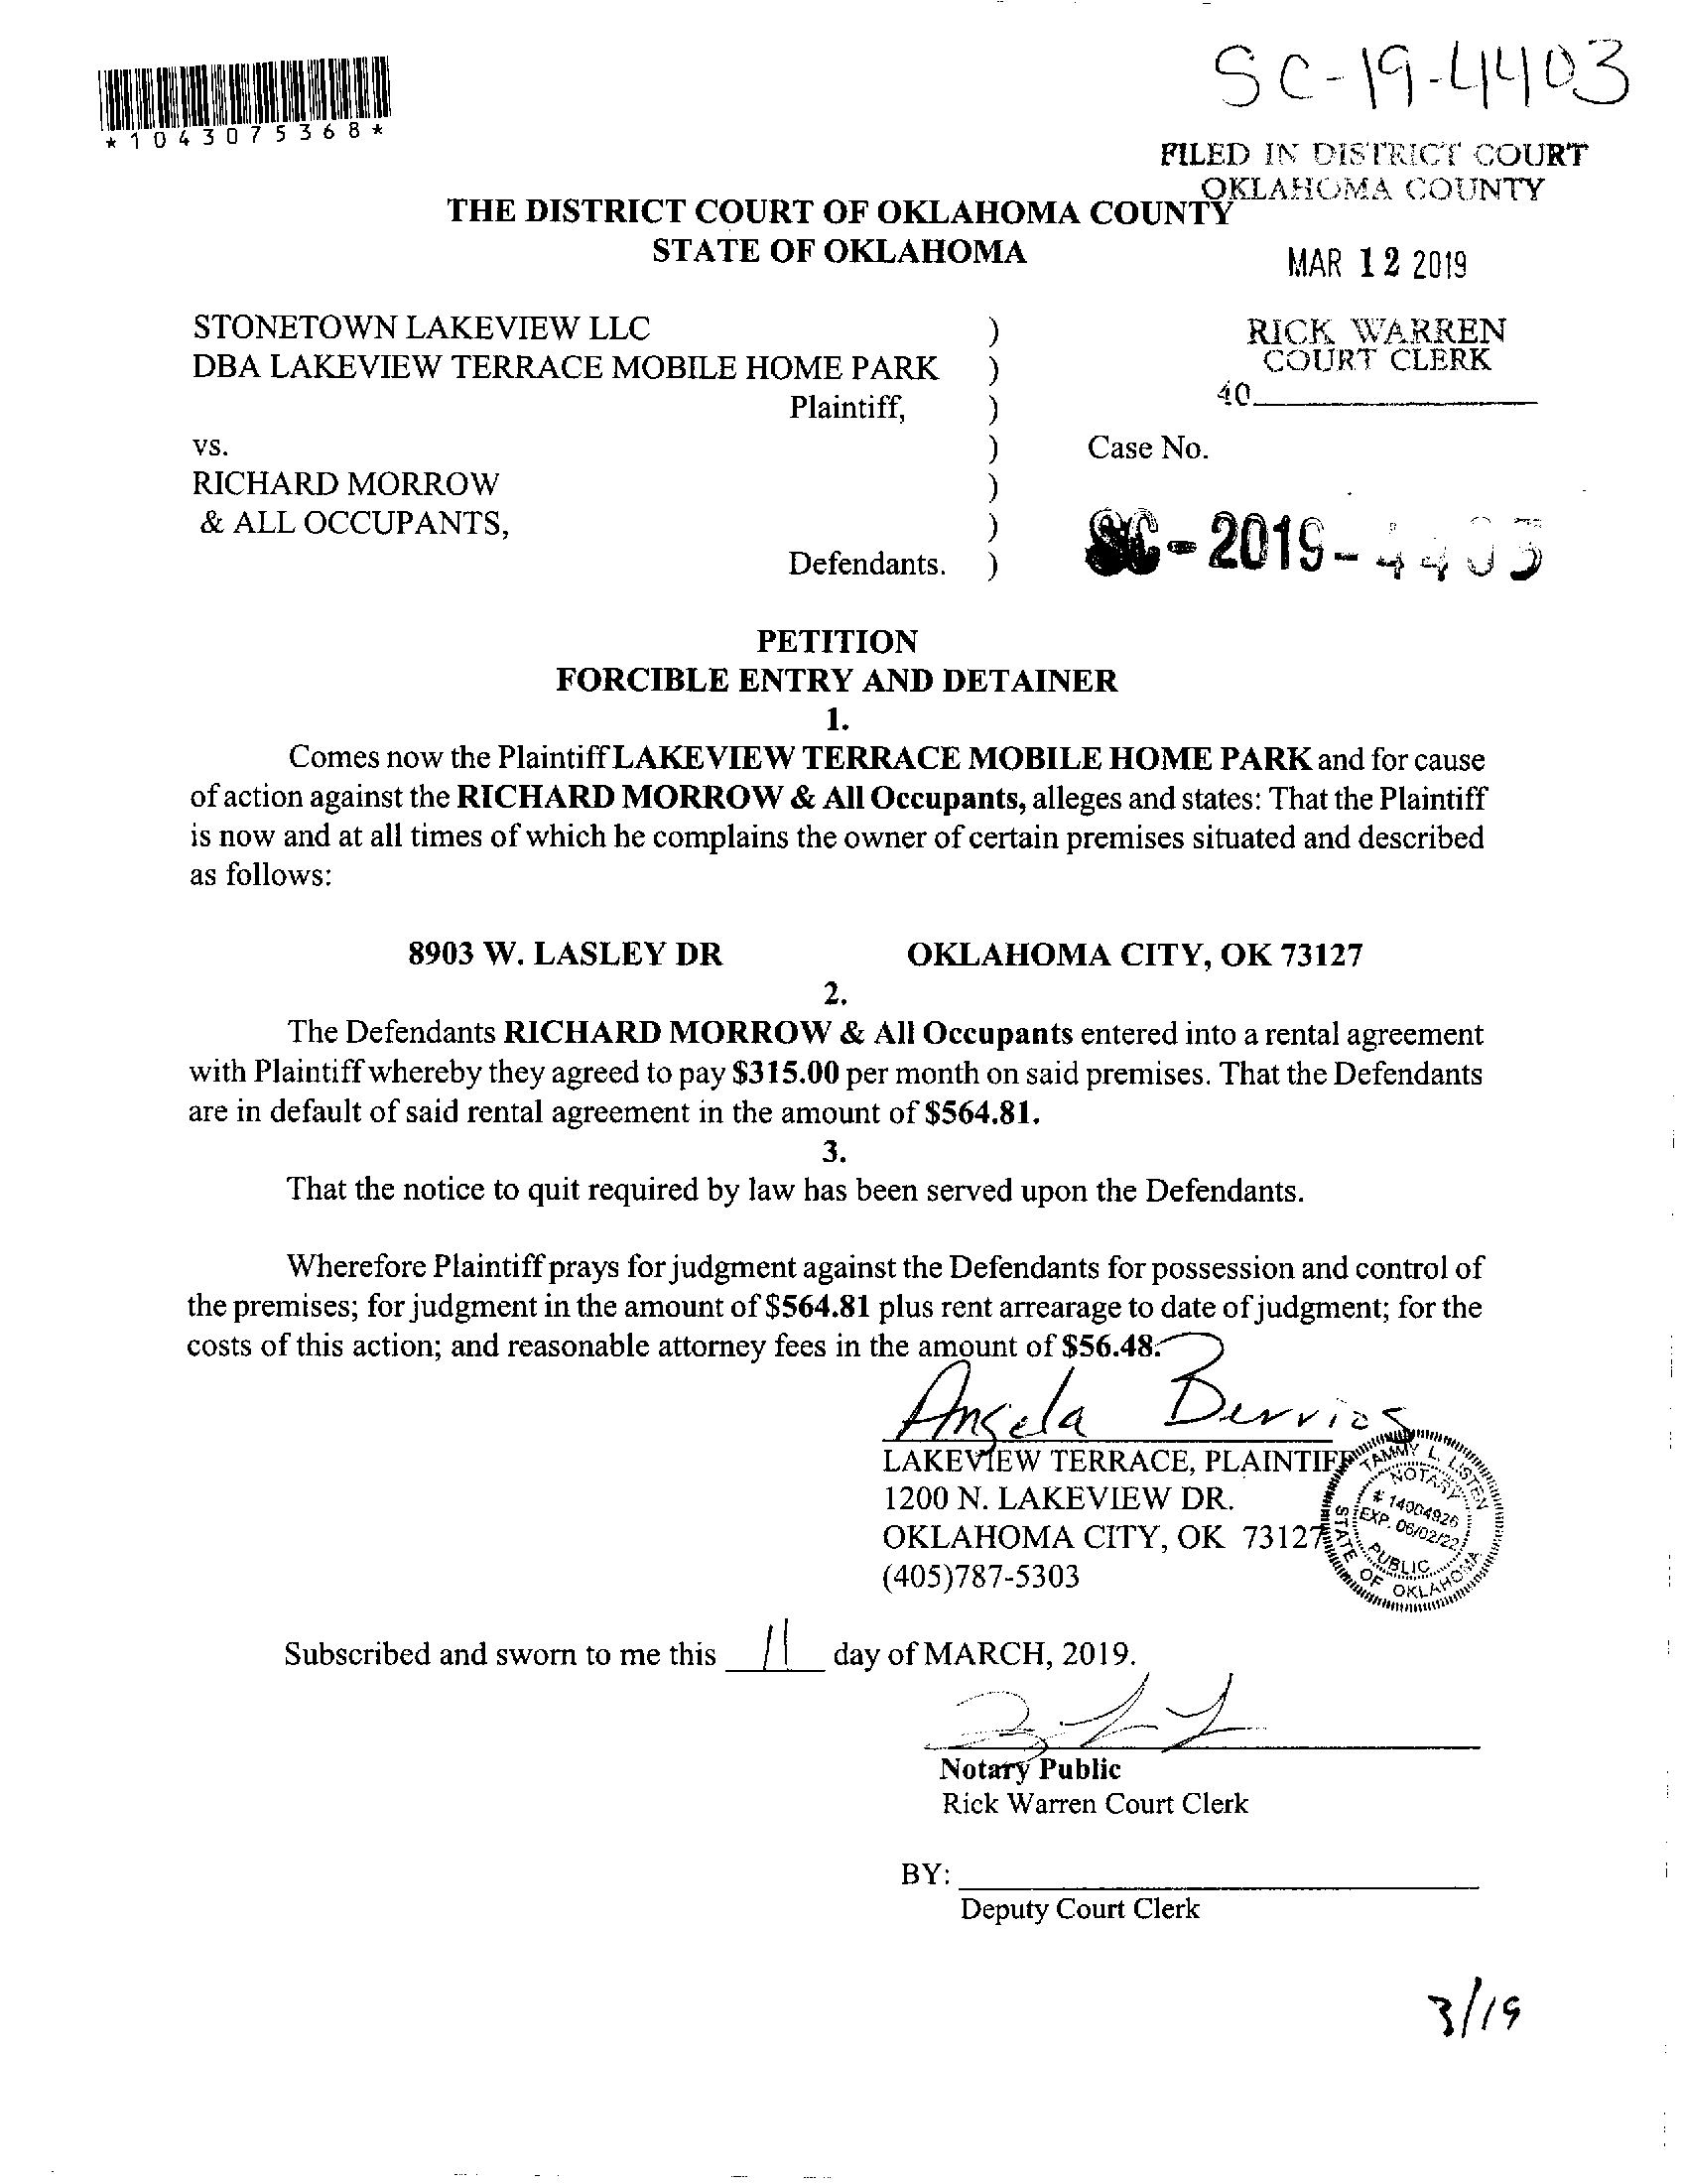 SC-19-4403
*1043075368*
FILED IN DISTRICT COURT
OKLAHOMA COUNTY
THE DISTRICT COURT OF OKLAHOMA COUNTY
STATE OF OKLAHOMA
MAR 12 2019
STONETOWN LAKEVIEW LLC )
DBA LAKEVIEW TERRACE MOBILE HOME PARK )
Plaintiff, )
RICK WARREN
COURT CLERK
40
vs. )
Case No.
RICHARD MORROW )
& ALL OCCUPANTS, )
SC-2019-4403
Defendants. )
PETITION
FORCIBLE ENTRY AND DETAINER
1.
Comes now the Plaintiff LAKEVIEW TERRACE MOBILE HOME PARK and for cause
of action against the RICHARD MORROW & All Occupants, alleges and states: That the Plaintiff
is now and at all times of which he complains the owner of certain premises situated and described
as follows:
8903 W. LASLEY DR OKLAHOMA CITY, OK 73127
2.
The Defendants RICHARD MORROW & All Occupants entered into a rental agreement
with Plaintiff whereby they agreed to pay $315.00 per month on said premises. That the Defendants
are in default of said rental agreement in the amount of $564.81.
3.
That the notice to quit required by law has been served upon the Defendants.
Wherefore Plaintiff prays for judgment against the Defendants for possession and control of
the premises; for judgment in the amount of $564.81 plus rent arrearage to date of judgment; for the
costs of this action; and reasonable attorney fees in the amount of $56.48.
Angela Berrios
LAKEVIEW TERRACE, PLAINTIFF
1200 N. LAKEVIEW DR.
OKLAHOMA CITY, OK 73127
(405)787-5303
TAMMY L. LISTEN
NOTARY
# 14004926
EXP. 06/02/22
PUBLIC
STATE OF OKLAHOMA
Subscribed and sworn to me this 11 day of MARCH, 2019.
Notary Public
Rick Warren Court Clerk
BY:
Deputy Court Clerk
3/19